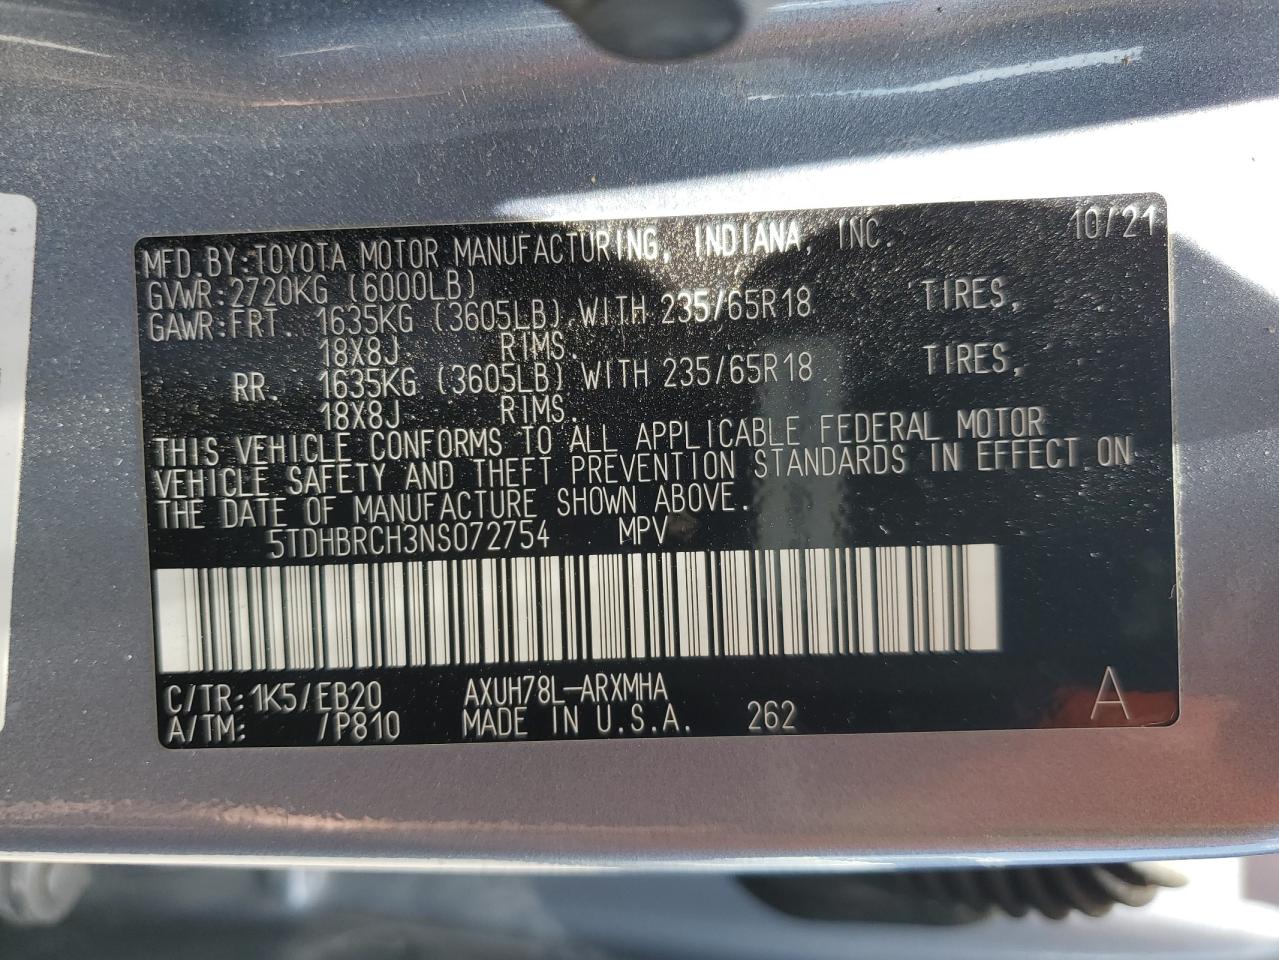 MFD.BY:TOYOTA MOTOR MANUFACTURING, INDIANA, INC. 10/21
GVWR:2720KG (6000LB)
GAWR:FRT. 1635KG (3605LB) WITH 235/65R18 TIRES,
18X8J RIMS.
RR. 1635KG (3605LB) WITH 235/65R18 TIRES,
18X8J RIMS.
THIS VEHICLE CONFORMS TO ALL APPLICABLE FEDERAL MOTOR
VEHICLE SAFETY AND THEFT PREVENTION STANDARDS IN EFFECT ON
THE DATE OF MANUFACTURE SHOWN ABOVE.
5TDHBRCH3NS072754 MPV
C/TR:1K5/EB20 AXUH78L-ARXMHA A
A/TM: /P810 MADE IN U.S.A. 262